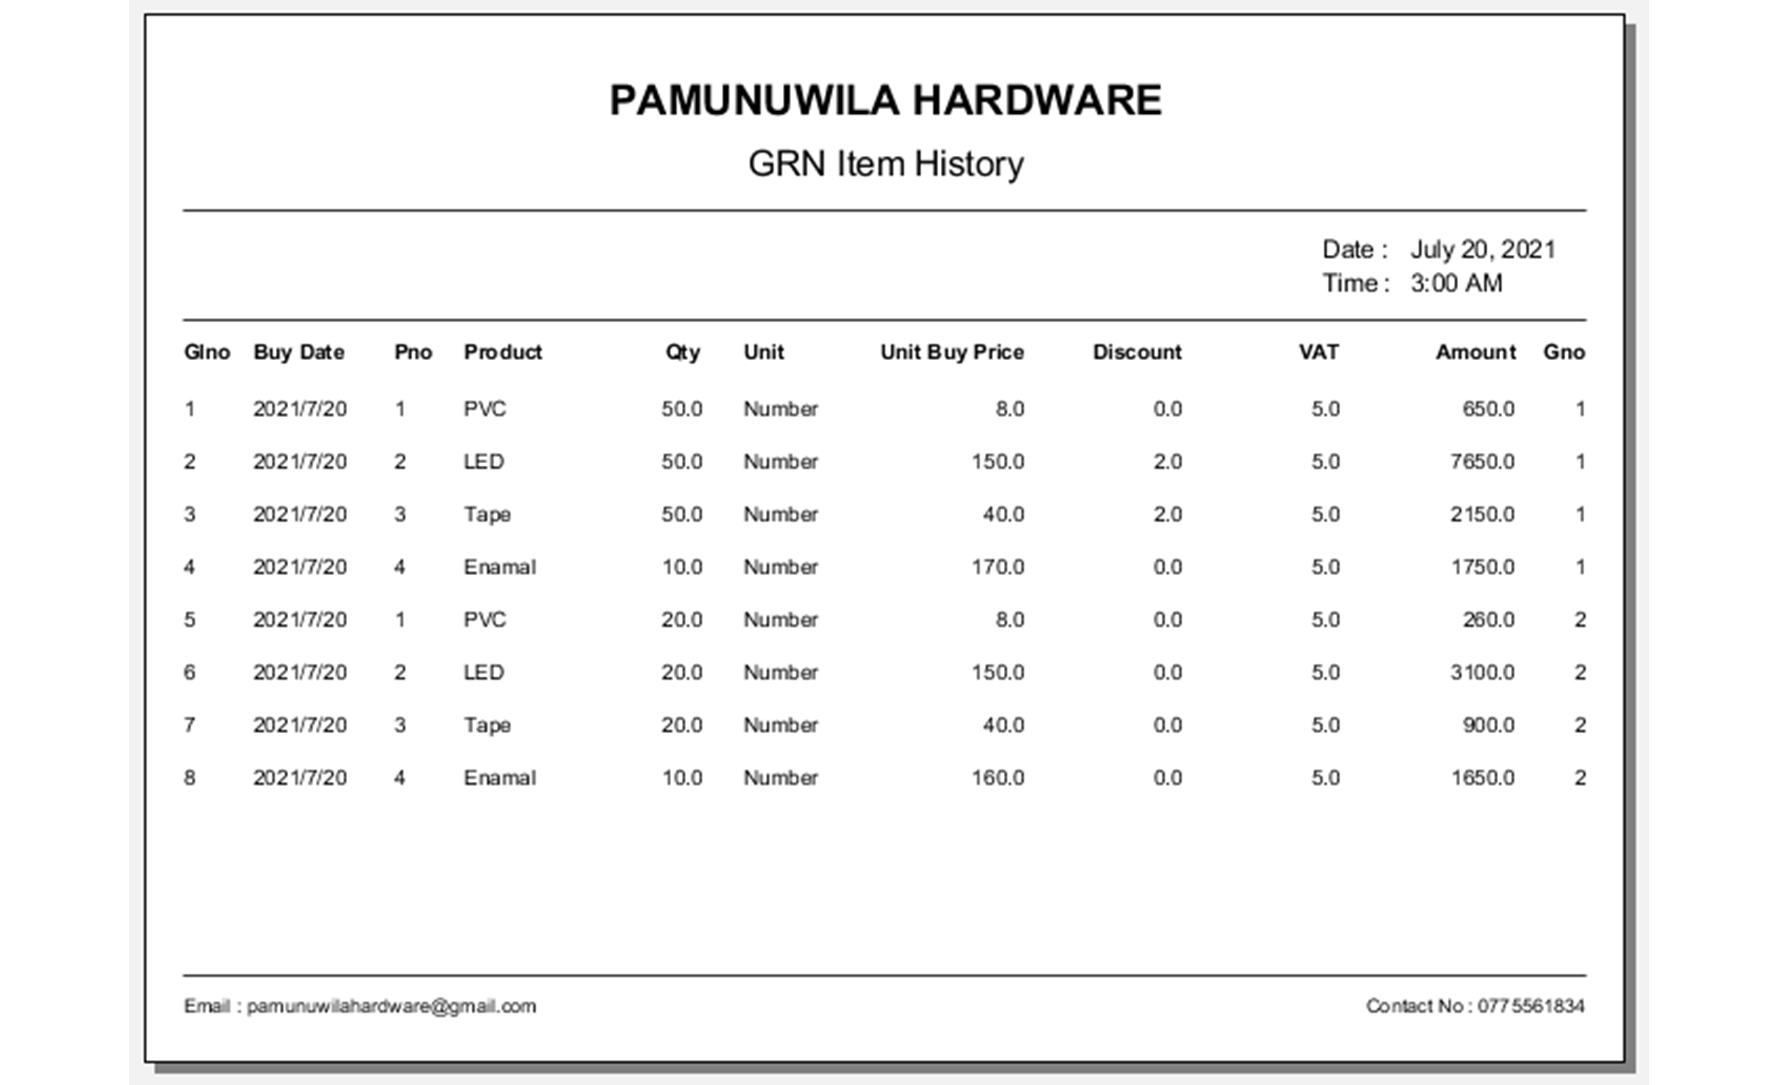 PAMUNUWILA HARDWARE
GRN Item History
Date : July 20, 2021
Time : 3:00 AM
Glno Buy Date Pno Product Qty Unit Unit Buy Price Discount VAT Amount Gno
1 2021/7/20 1 PVC 50.0 Number 8.0 0.0 5.0 650.0 1
2 2021/7/20 2 LED 50.0 Number 150.0 2.0 5.0 7650.0 1
3 2021/7/20 3 Tape 50.0 Number 40.0 2.0 5.0 2150.0 1
4 2021/7/20 4 Enamal 10.0 Number 170.0 0.0 5.0 1750.0 1
5 2021/7/20 1 PVC 20.0 Number 8.0 0.0 5.0 260.0 2
6 2021/7/20 2 LED 20.0 Number 150.0 0.0 5.0 3100.0 2
7 2021/7/20 3 Tape 20.0 Number 40.0 0.0 5.0 900.0 2
8 2021/7/20 4 Enamal 10.0 Number 160.0 0.0 5.0 1650.0 2
Email : pamunuwilahardware@gmail.com Contact No : 0775561834